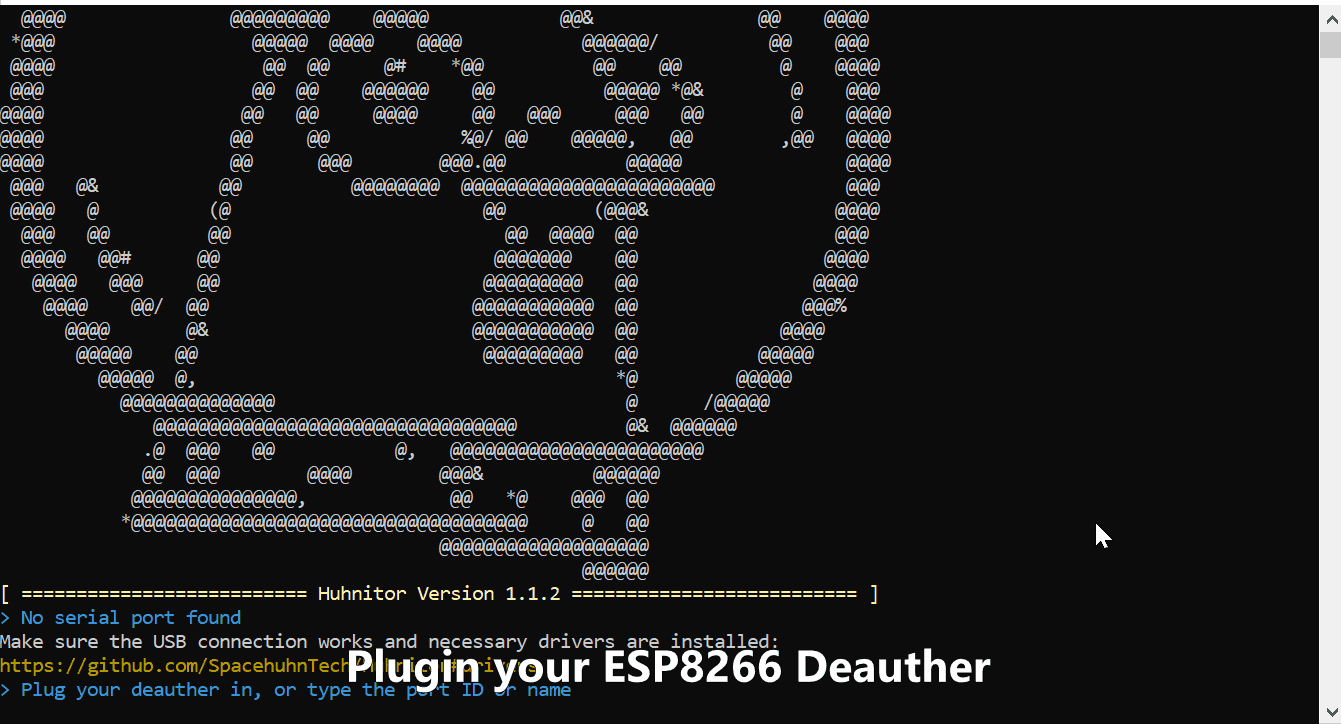 [ ========================== Huhnitor Version 1.1.2 ========================== ]
> No serial port found
Make sure the USB connection works and necessary drivers are installed:
https://github.com/SpacehuhnTech/
Plugin your ESP8266 Deauther
> Plug your deauther in, or type the port ID or name